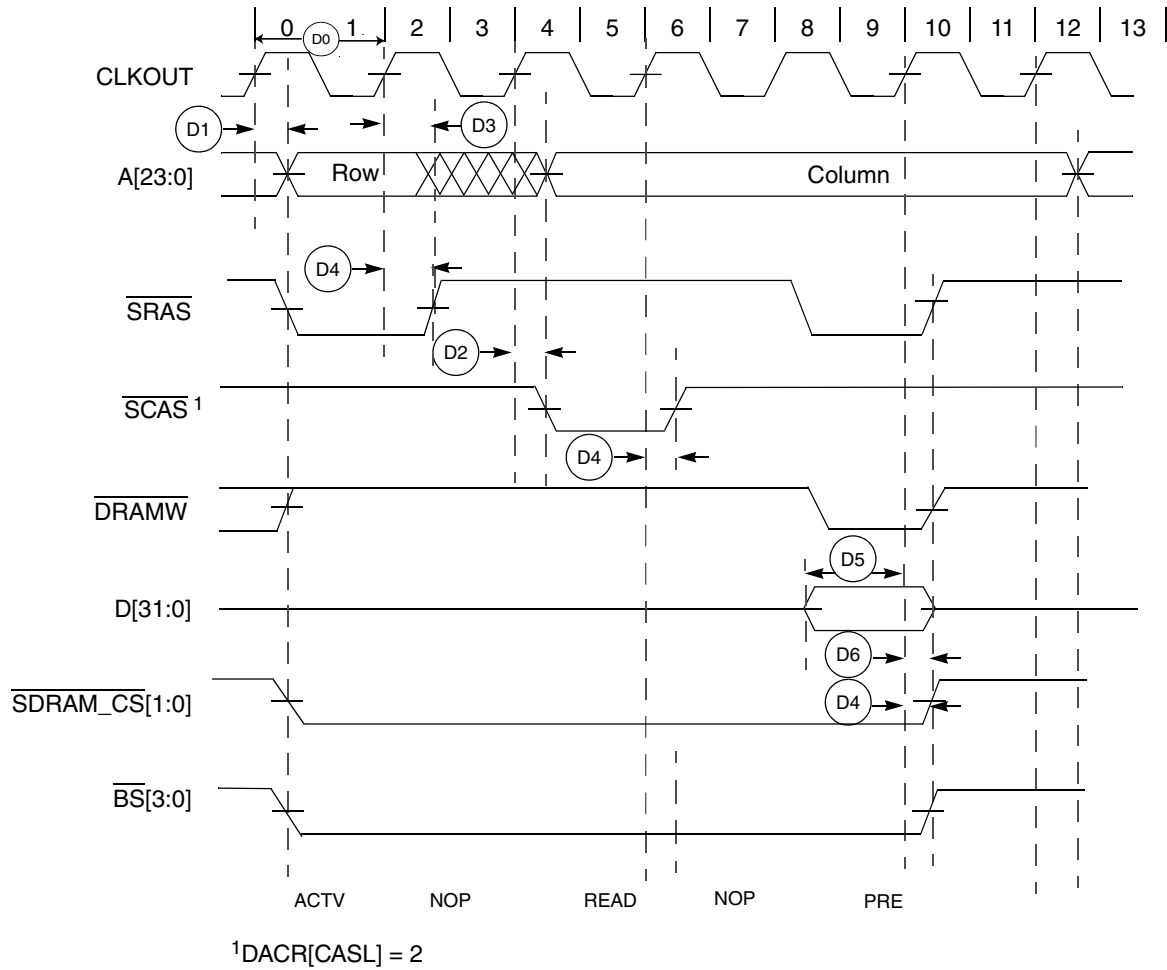 0 1 2 3 4 5 6 7 8 9 10 11 12 13
D0
CLKOUT
D1
D3
A[23:0]
Row
Column
D4
SRAS
D2
SCAS 1
D4
DRAMW
D5
D[31:0]
D6
SDRAM_CS[1:0]
D4
BS[3:0]
ACTV NOP READ NOP PRE
1DACR[CASL] = 2